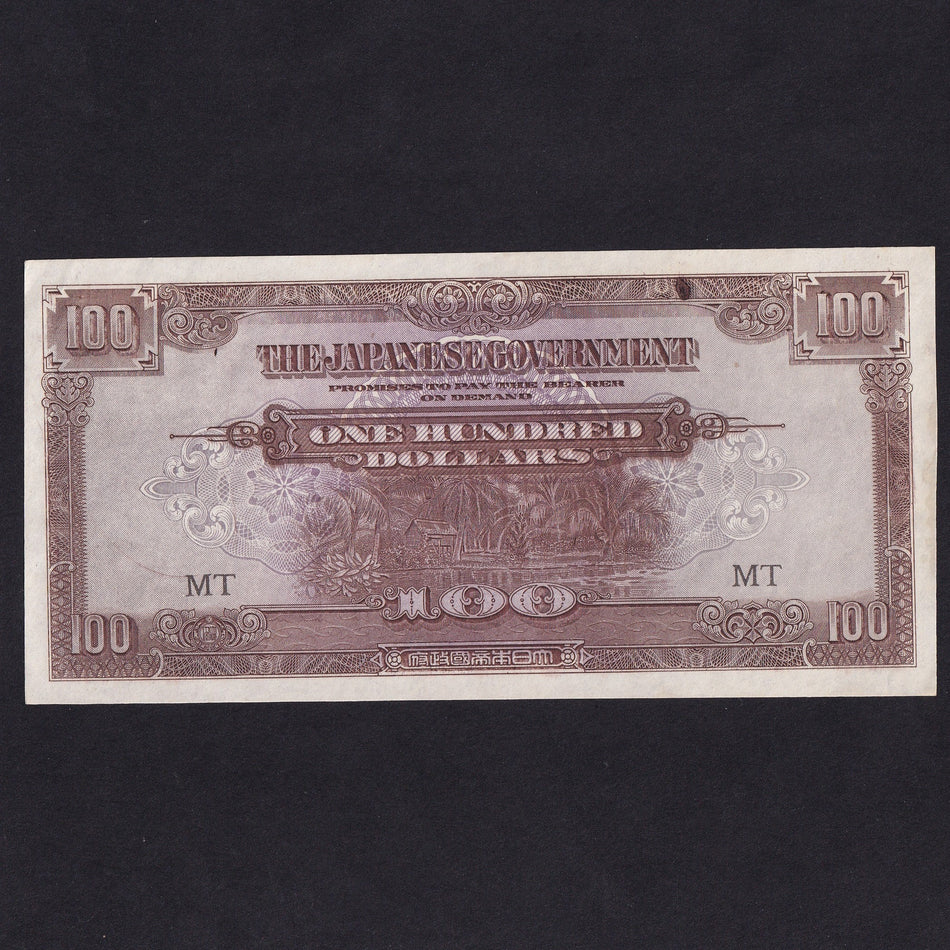 100 100
THE JAPANESE GOVERNMENT
PROMISES TO PAY THE BEARER
ON DEMAND
ONE HUNDRED
DOLLARS
MT MT
100
100 100
府政國帝本日大